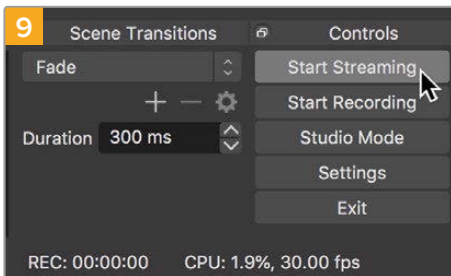 9
Scene Transitions
Controls
Fade
Start Streaming
Start Recording
Duration 300 ms
Studio Mode
Settings
Exit
REC: 00:00:00 CPU: 1.9%, 30.00 fps